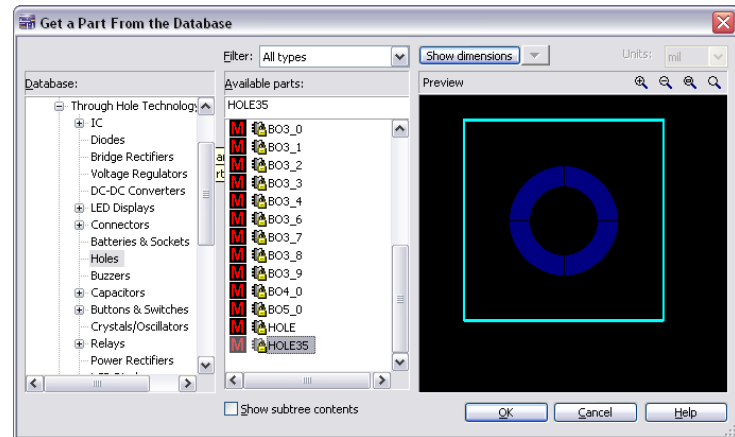 Get a Part From the Database
Filter: All types
Show dimensions
Units: mil
Database:
Available parts:
Preview
HOLE35
Through Hole Technology
IC
Diodes
Bridge Rectifiers
Voltage Regulators
DC-DC Converters
LED Displays
Connectors
Batteries & Sockets
Holes
Buzzers
Capacitors
Buttons & Switches
Crystals/Oscillators
Relays
Power Rectifiers
M BO3_0
M BO3_1
M BO3_2
M BO3_3
M BO3_4
M BO3_6
M BO3_7
M BO3_8
M BO3_9
M BO4_0
M BO5_0
M HOLE
M HOLE35
Show subtree contents
OK
Cancel
Help